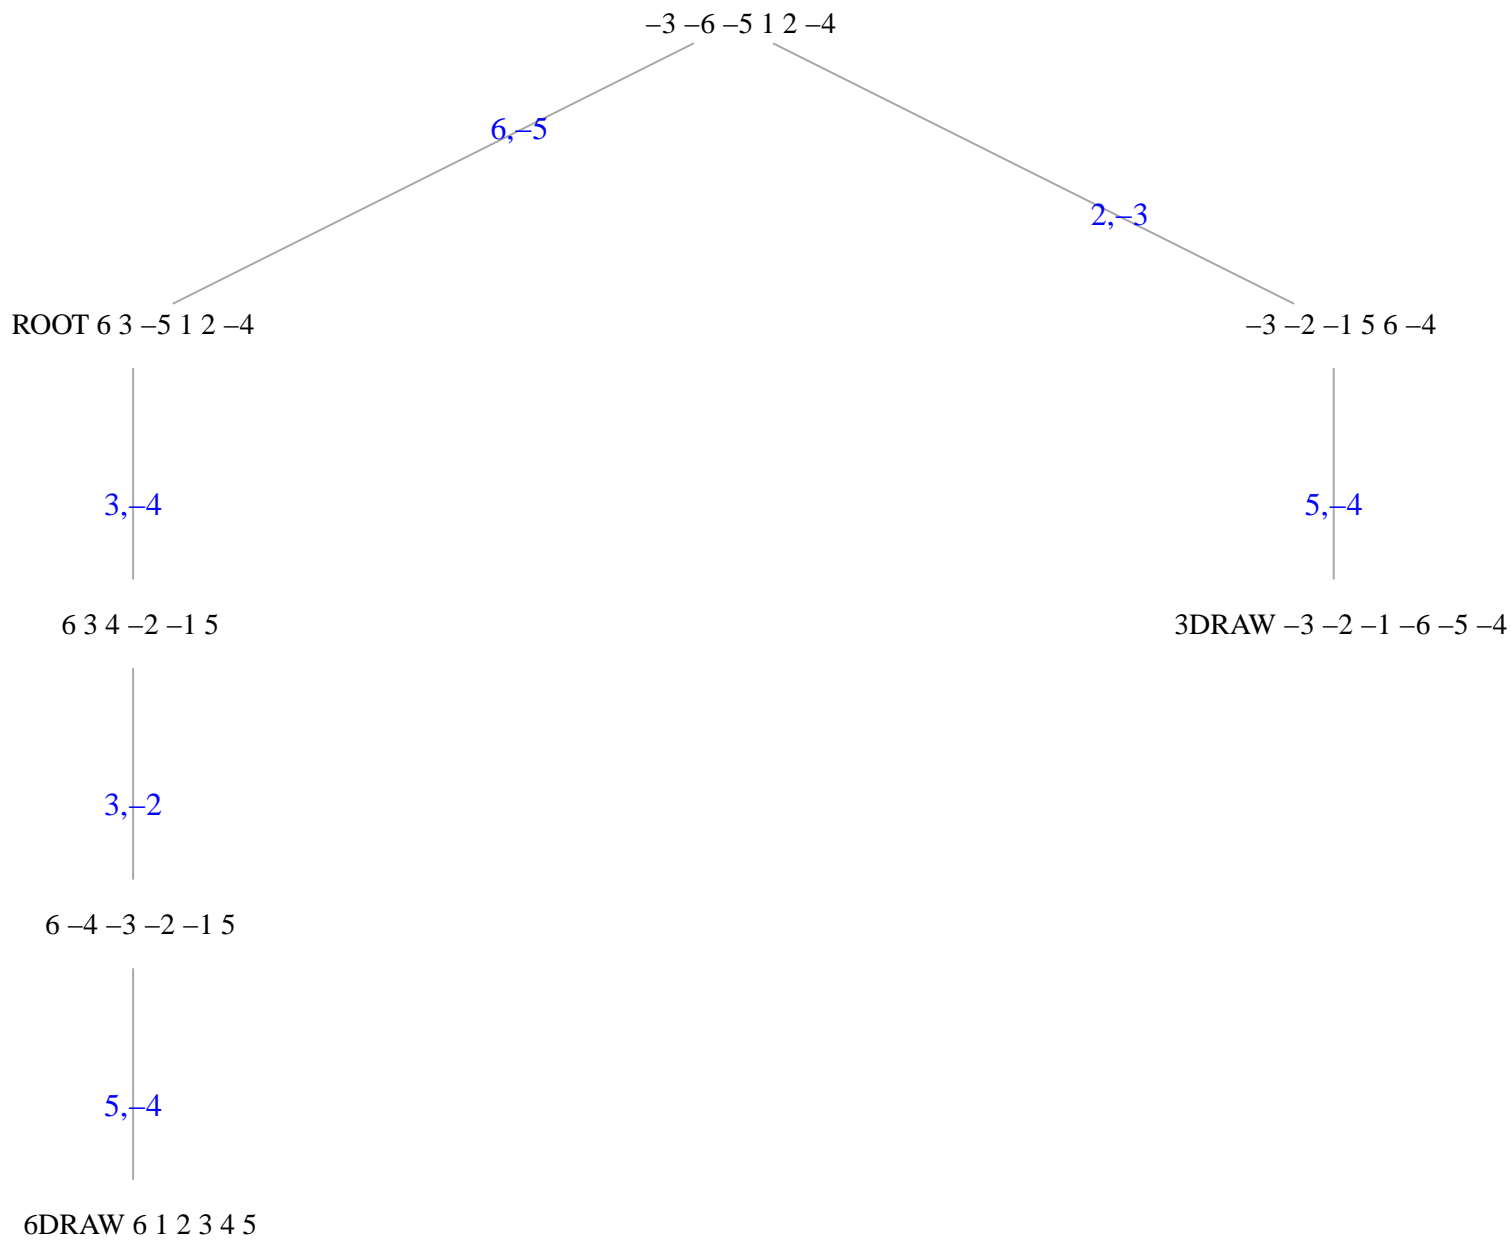 –3 –6 –5 1 2 –4
6,–5
2,–3
ROOT 6 3 –5 1 2 –4
–3 –2 –1 5 6 –4
3,–4
5,–4
6 3 4 –2 –1 5
3DRAW –3 –2 –1 –6 –5 –4
3,–2
6 –4 –3 –2 –1 5
5,–4
6DRAW 6 1 2 3 4 5